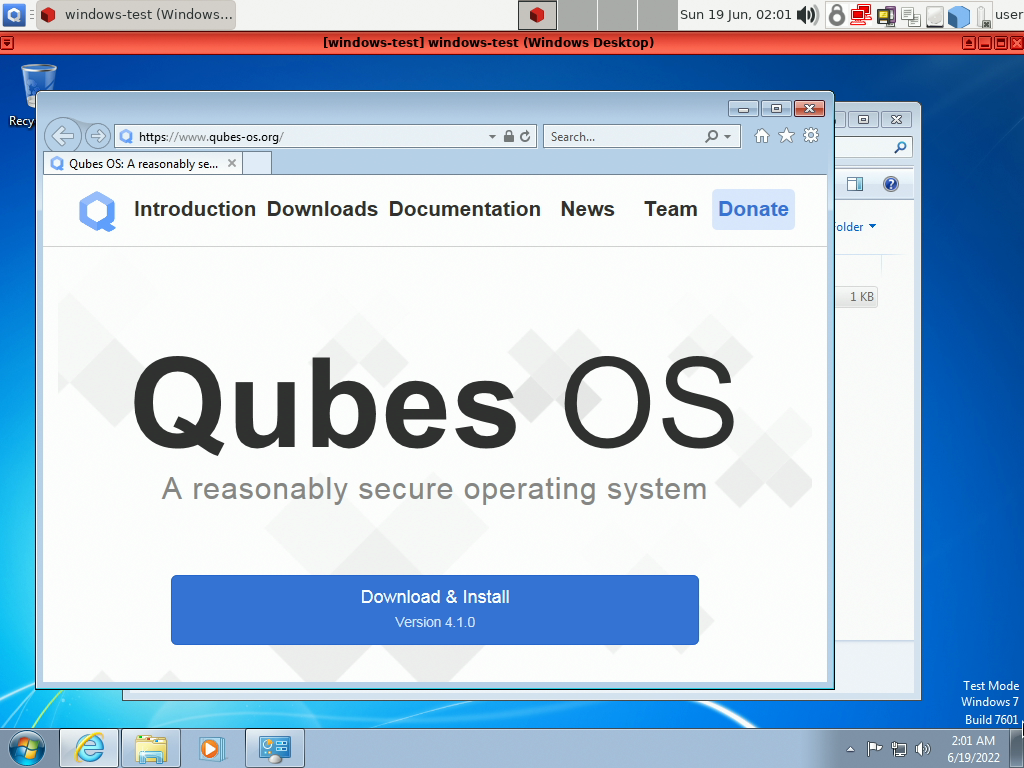 windows-test (Windows...
Sun 19 Jun, 02:01
user
[windows-test] windows-test (Windows Desktop)
Recy
https://www.qubes-os.org/
Search...
Qubes OS: A reasonably se...
Introduction Downloads Documentation News Team Donate
older
1 KB
Qubes OS
A reasonably secure operating system
Download & Install
Version 4.1.0
Test Mode
Windows 7
Build 7601
2:01 AM
6/19/2022